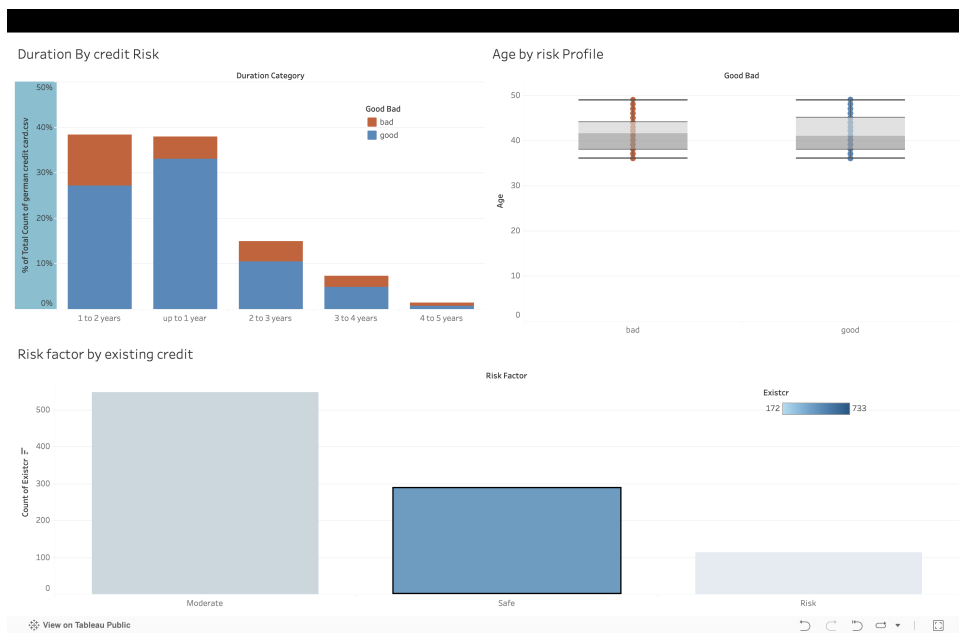 Duration By credit Risk
Duration Category
% of Total Count of german credit card.csv
50%
40%
30%
20%
10%
0%
Good Bad
bad
good
1 to 2 years
up to 1 year
2 to 3 years
3 to 4 years
4 to 5 years
Age by risk Profile
Good Bad
Age
50
40
30
20
10
0
bad
good
Risk factor by existing credit
Risk Factor
Count of Existcr
500
400
300
200
100
0
Existcr
172 733
Moderate
Safe
Risk
View on Tableau Public